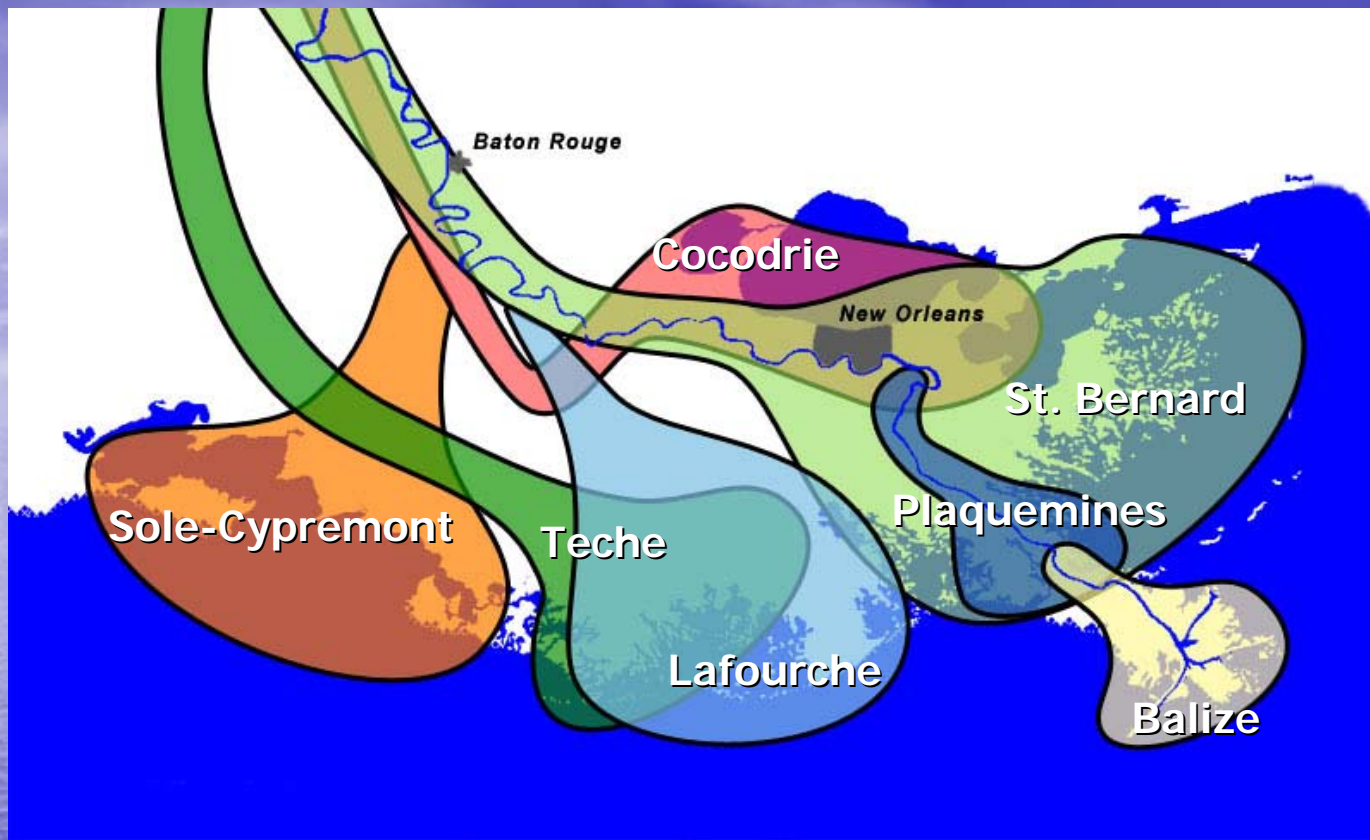 Baton Rouge
Cocodrie
New Orleans
St. Bernard
Plaquemines
Sole-Cypremont
Teche
Lafourche
Balize